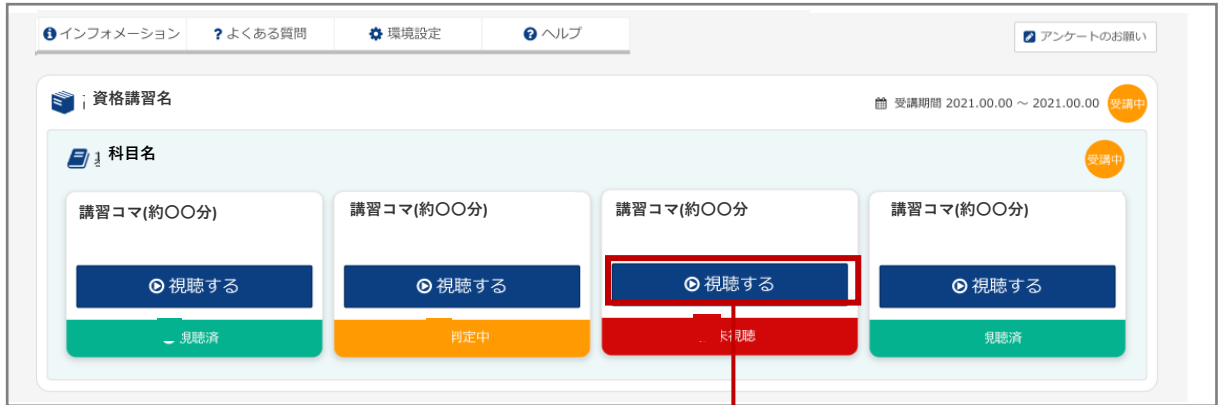 インフォメーション
よくある質問
環境設定
ヘルプ
アンケートのお願い
資格講習名
受講期間 2021.00.00 ～ 2021.00.00
受講中
科目名
受講中
講習コマ(約〇〇分)
講習コマ(約〇〇分)
講習コマ(約〇〇分
講習コマ(約〇〇分)
視聴する
視聴する
視聴する
視聴する
視聴済
判定中
未視聴
視聴済